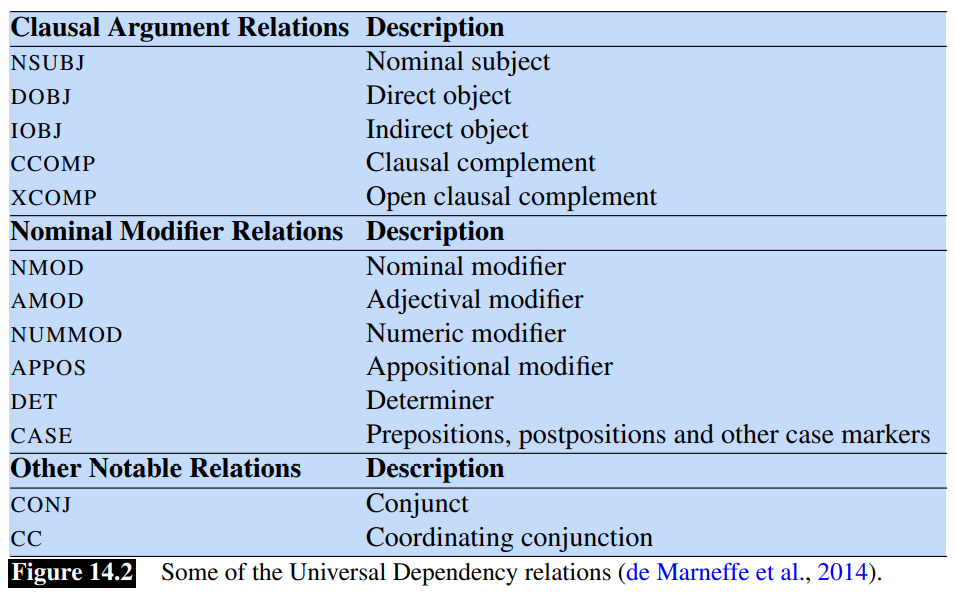 Clausal Argument Relations Description
NSUBJ Nominal subject
DOBJ Direct object
IOBJ Indirect object
CCOMP Clausal complement
XCOMP Open clausal complement
Nominal Modifier Relations Description
NMOD Nominal modifier
AMOD Adjectival modifier
NUMMOD Numeric modifier
APPOS Appositional modifier
DET Determiner
CASE Prepositions, postpositions and other case markers
Other Notable Relations Description
CONJ Conjunct
CC Coordinating conjunction
Figure 14.2 Some of the Universal Dependency relations (de Marneffe et al., 2014).